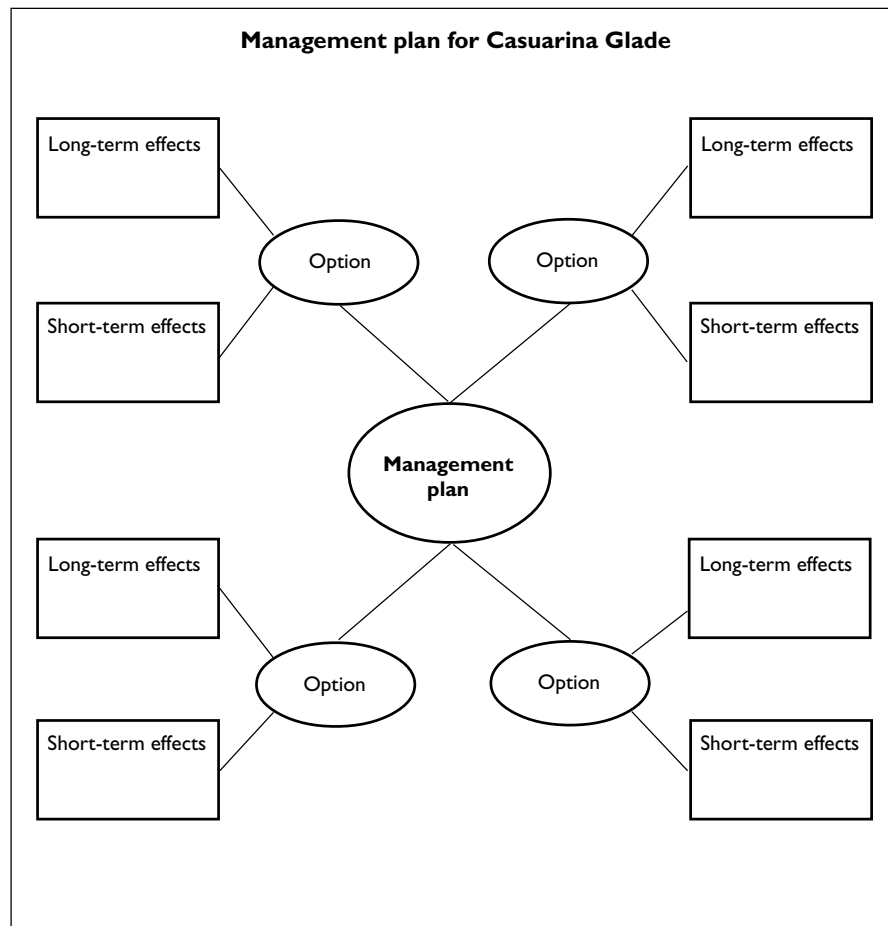 Management plan for Casuarina Glade
Long-term effects
Long-term effects
Option
Option
Short-term effects
Short-term effects
Management
plan
Long-term effects
Long-term effects
Option
Option
Short-term effects
Short-term effects